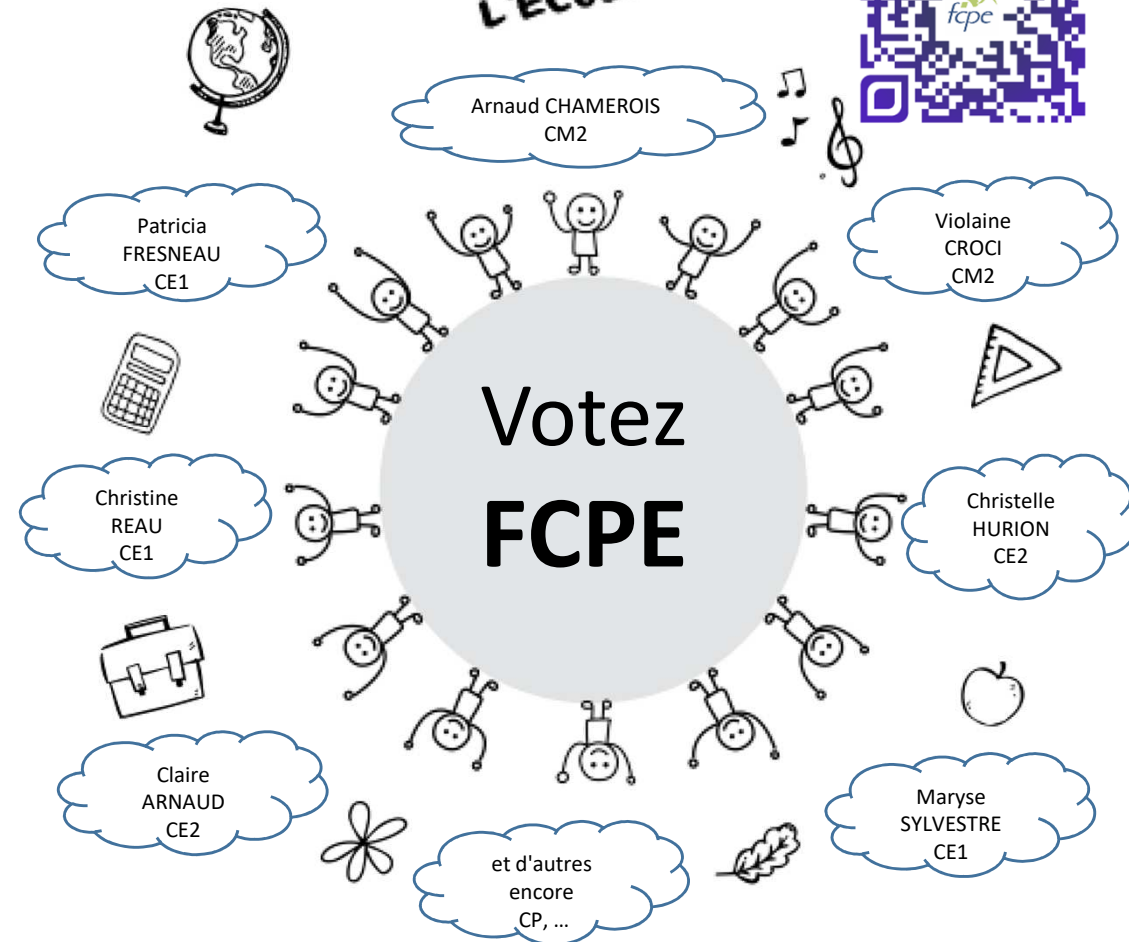 L'ECO
fcpe
Arnaud CHAMEROIS
CM2
Patricia
FRESNEAU
CE1
Violaine
CROCI
CM2
Votez
FCPE
Christine
REAU
CE1
Christelle
HURION
CE2
Claire
ARNAUD
CE2
Maryse
SYLVESTRE
CE1
et d'autres
encore
CP, ...